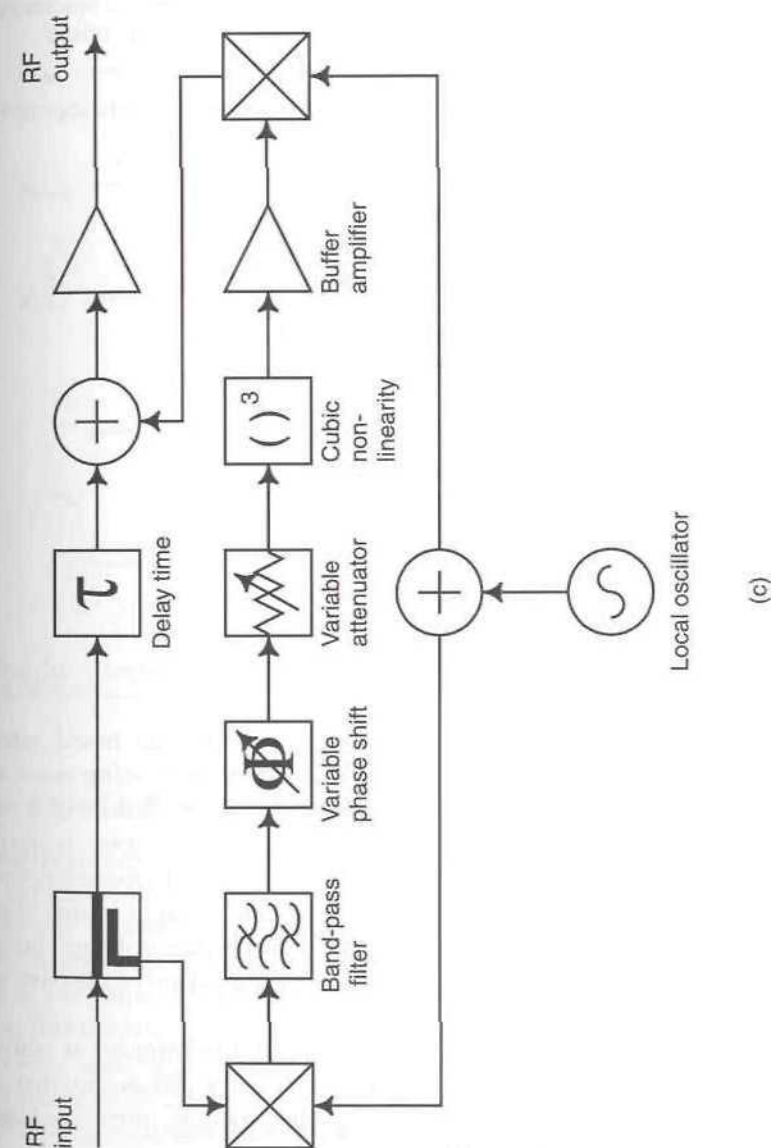 RF
input
τ
Delay time
+
RF
output
Band-pass
filter
Φ
Variable
phase shift
Variable
attenuator
( )³
Cubic
non-
linearity
Buffer
amplifier
+
Local oscillator
(c)